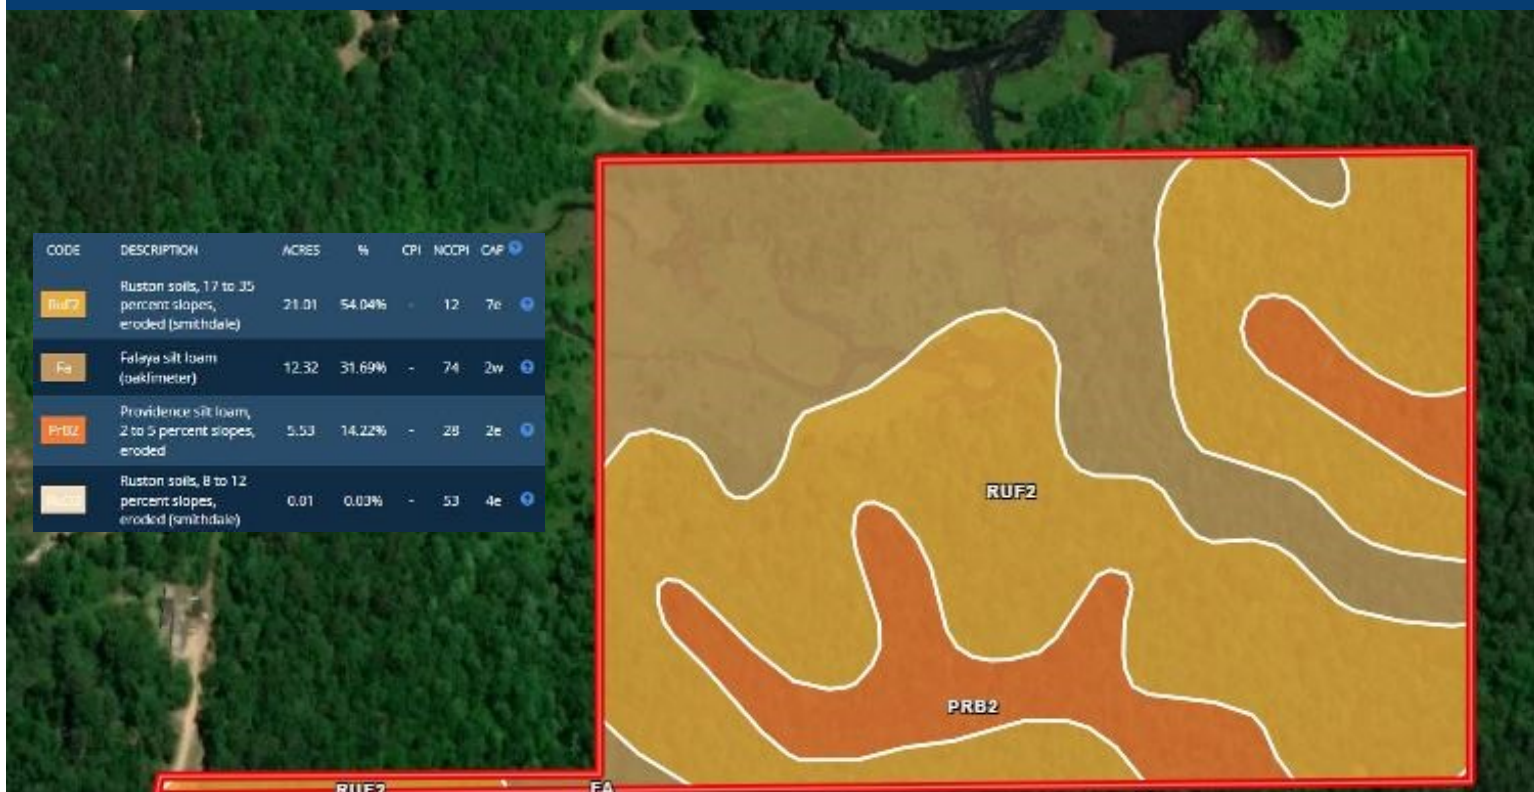 CODE DESCRIPTION ACRES % CPI NCCPI CAP
RuF2 Ruston soils, 17 to 35
percent slopes,
eroded (smithdale) 21.01 54.04% - 12 7e
Fa Falaya silt loam
(oaklimeter) 12.32 31.69% - 74 2w
PrB2 Providence silt loam,
2 to 5 percent slopes,
eroded 5.53 14.22% - 28 2e
Ruston soils, 8 to 12
percent slopes,
eroded (smithdale) 0.01 0.03% - 53 4e
RUF2
PRB2
RUF2
FA